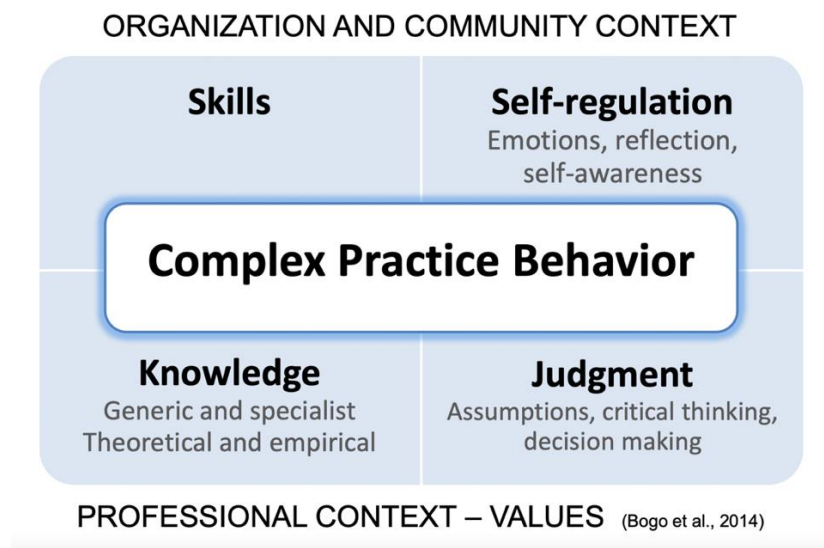 ORGANIZATION AND COMMUNITY CONTEXT
Skills
Self-regulation
Emotions, reflection,
self-awareness
Complex Practice Behavior
Knowledge
Generic and specialist
Theoretical and empirical
Judgment
Assumptions, critical thinking,
decision making
PROFESSIONAL CONTEXT – VALUES (Bogo et al., 2014)